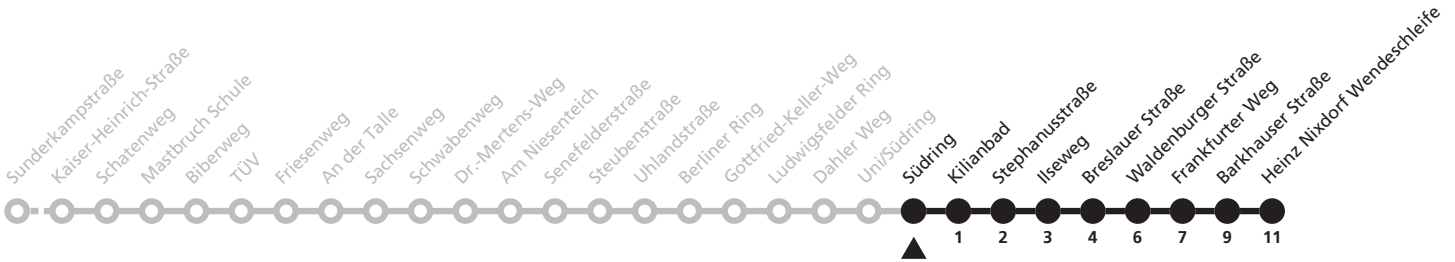 Sunderkampstraße
Kaiser-Heinrich-Straße
Schatenweg
Mastbruch Schule
Biberweg
TÜV
Friesenweg
An der Talle
Sachsenweg
Schwabenweg
Dr.-Mertens-Weg
Am Niesenteich
Senefelderstraße
Steubenstraße
Uhlandstraße
Berliner Ring
Gottfried-Keller-Weg
Ludwigsfelder Ring
Dahler Weg
Uni/Südring
Südring
Kilianbad
Stephanusstraße
Ilseweg
Breslauer Straße
Waldenburger Straße
Frankfurter Weg
Barkhauser Straße
Heinz Nixdorf Wendeschleife
1 2 3 4 6 7 9 11